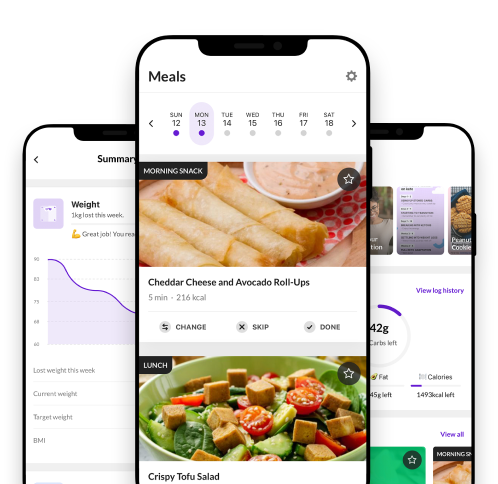 Meals
SUN MON TUE WED THU FRI SAT
12 13 14 15 16 17 18
MORNING SNACK
Cheddar Cheese and Avocado Roll-Ups
5 min · 216 kcal
CHANGE SKIP DONE
LUNCH
Crispy Tofu Salad
Summary
Weight
1kg lost this week.
Great job! You rea
90
60
Lost weight this week
Current weight
Target weight
BMI
Peanut
Cookie
View log history
42g
Carbs left
Fat
Calories
45g left
1493kcal left
View all
MORNING SN